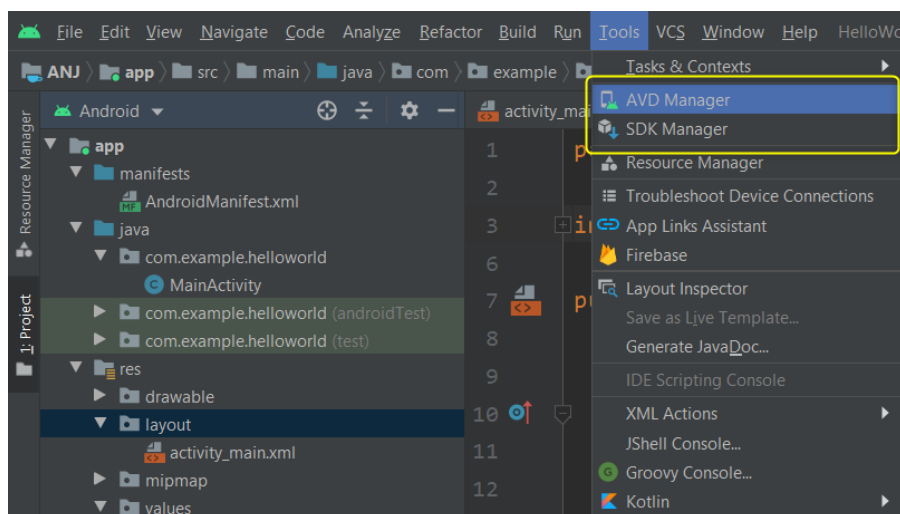 File Edit View Navigate Code Analyze Refactor Build Run Tools VCS Window Help HelloWo
ANJ app src main java com example
Resource Manager
1: Project
Android
app
manifests
MF AndroidManifest.xml
java
com.example.helloworld
C MainActivity
com.example.helloworld (androidTest)
com.example.helloworld (test)
res
drawable
layout
activity_main.xml
mipmap
values
activity_mai
1 p
2
3 i
6
7 p
8
9
10
11
12
Tasks & Contexts
AVD Manager
SDK Manager
Resource Manager
Troubleshoot Device Connections
App Links Assistant
Firebase
Layout Inspector
Save as Live Template...
Generate JavaDoc...
IDE Scripting Console
XML Actions
JShell Console...
G Groovy Console...
Kotlin